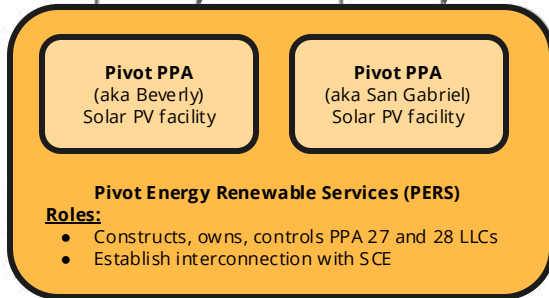 Pivot PPA
(aka Beverly)
Solar PV facility
Pivot PPA
(aka San Gabriel)
Solar PV facility
Pivot Energy Renewable Services (PERS)
Roles:
● Constructs, owns, controls PPA 27 and 28 LLCs
● Establish interconnection with SCE